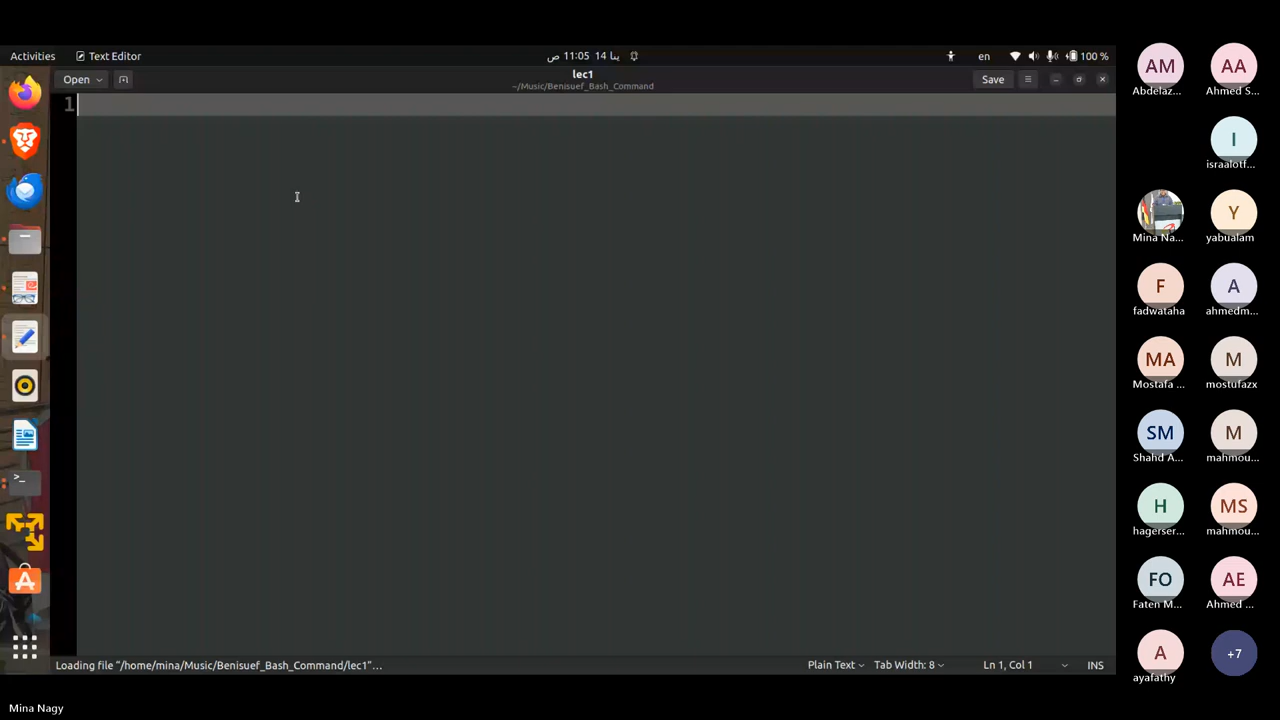 Activities
Text Editor
ينا 14 11:05 ص
en
100 %
Open
lec1
~/Music/Benisuef_Bash_Command
Save
1
Loading file “/home/mina/Music/Benisuef_Bash_Command/lec1”…
Plain Text
Tab Width: 8
Ln 1, Col 1
INS
Mina Nagy
AM
Abdelaz...
AA
Ahmed S...
I
israalotf...
Mina Na...
Y
yabualam
F
fadwataha
A
ahmedm...
MA
Mostafa ...
M
mostufazx
SM
Shahd A...
M
mahmou...
H
hagerser...
MS
mahmou...
FO
Faten M...
AE
Ahmed ...
A
ayafathy
+7